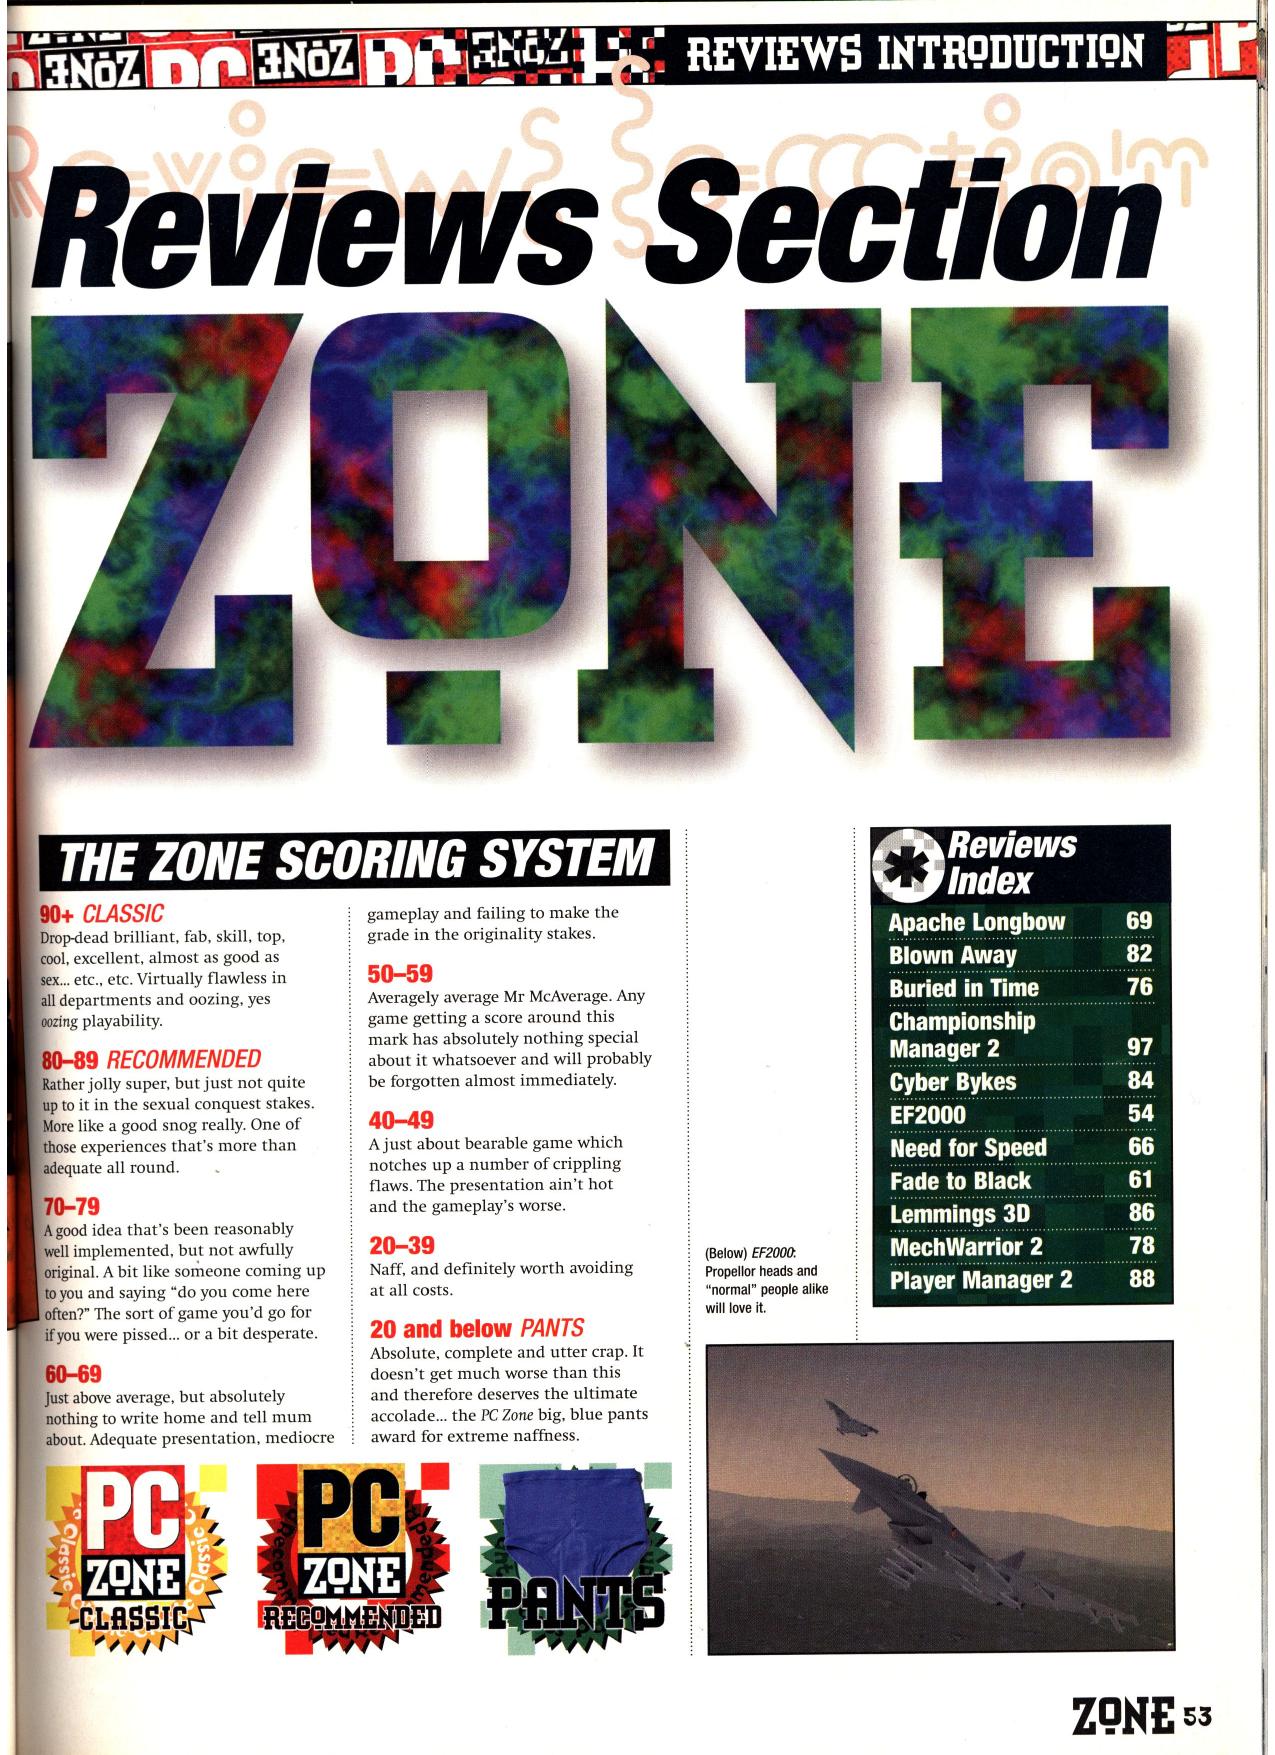 ZONE
PC
ZONE
PC
ZONE
REVIEWS INTRODUCTION
Reviews Section
Reviews Section
ZONE
THE ZONE SCORING SYSTEM
90+ CLASSIC
Drop-dead brilliant, fab, skill, top,
cool, excellent, almost as good as
sex... etc., etc. Virtually flawless in
all departments and oozing, yes
oozing playability.
80–89 RECOMMENDED
Rather jolly super, but just not quite
up to it in the sexual conquest stakes.
More like a good snog really. One of
those experiences that's more than
adequate all round.
70–79
A good idea that's been reasonably
well implemented, but not awfully
original. A bit like someone coming up
to you and saying “do you come here
often?” The sort of game you'd go for
if you were pissed... or a bit desperate.
60–69
Just above average, but absolutely
nothing to write home and tell mum
about. Adequate presentation, mediocre
gameplay and failing to make the
grade in the originality stakes.
50–59
Averagely average Mr McAverage. Any
game getting a score around this
mark has absolutely nothing special
about it whatsoever and will probably
be forgotten almost immediately.
40–49
A just about bearable game which
notches up a number of crippling
flaws. The presentation ain't hot
and the gameplay's worse.
20–39
Naff, and definitely worth avoiding
at all costs.
20 and below PANTS
Absolute, complete and utter crap. It
doesn't get much worse than this
and therefore deserves the ultimate
accolade... the PC Zone big, blue pants
award for extreme naffness.
PC
ZONE
CLASSIC
Classic
Classic
PC
ZONE
RECOMMENDED
PANTS
(Below) EF2000:
Propellor heads and
“normal” people alike
will love it.
Reviews
Index
Apache Longbow 69
Blown Away 82
Buried in Time 76
Championship
Manager 2 97
Cyber Bykes 84
EF2000 54
Need for Speed 66
Fade to Black 61
Lemmings 3D 86
MechWarrior 2 78
Player Manager 2 88
ZONE 53